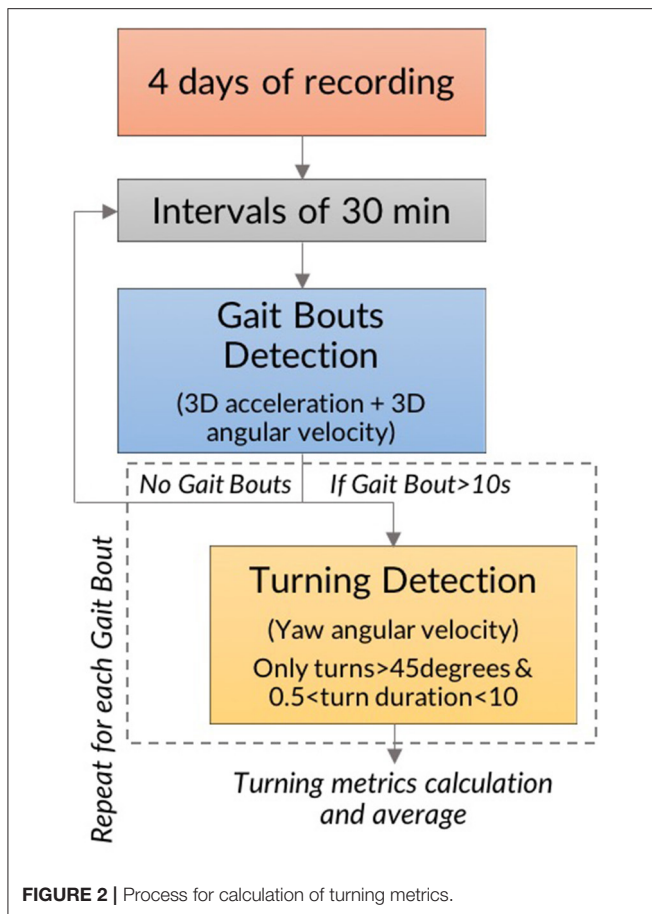 4 days of recording
Intervals of 30 min
Gait Bouts
Detection
(3D acceleration + 3D
angular velocity)
No Gait Bouts
If Gait Bout>10s
Repeat for each Gait Bout
Turning Detection
(Yaw angular velocity)
Only turns>45degrees &
0.5<turn duration<10
Turning metrics calculation
and average
FIGURE 2 | Process for calculation of turning metrics.